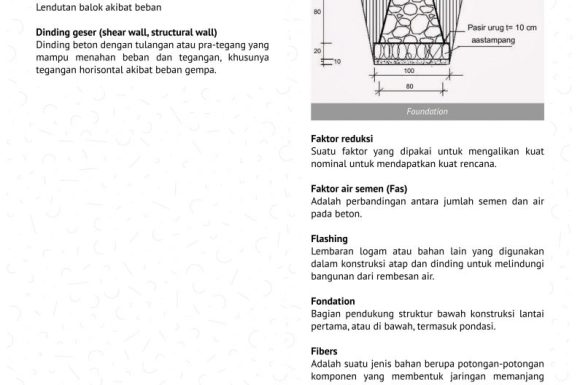 Lendutan balok akibat beban
Dinding geser (shear wall, structural wall)
Dinding beton dengan tulangan atau pra-tegang yang
mampu menahan beban dan tegangan, khusunya
tegangan horisontal akibat beban gempa.
80
20
10
100
80
Pasir urug t= 10 cm
aastampang
Foundation
Faktor reduksi
Suatu faktor yang dipakai untuk mengalikan kuat
nominal untuk mendapatkan kuat rencana.
Faktor air semen (Fas)
Adalah perbandingan antara jumlah semen dan air
pada beton.
Flashing
Lembaran logam atau bahan lain yang digunakan
dalam konstruksi atap dan dinding untuk melindungi
bangunan dari rembesan air.
Fondation
Bagian pendukung struktur bawah konstruksi lantai
pertama, atau di bawah, termasuk pondasi.
Fibers
Adalah suatu jenis bahan berupa potongan-potongan
komponen yang membentuk jaringan memanjang